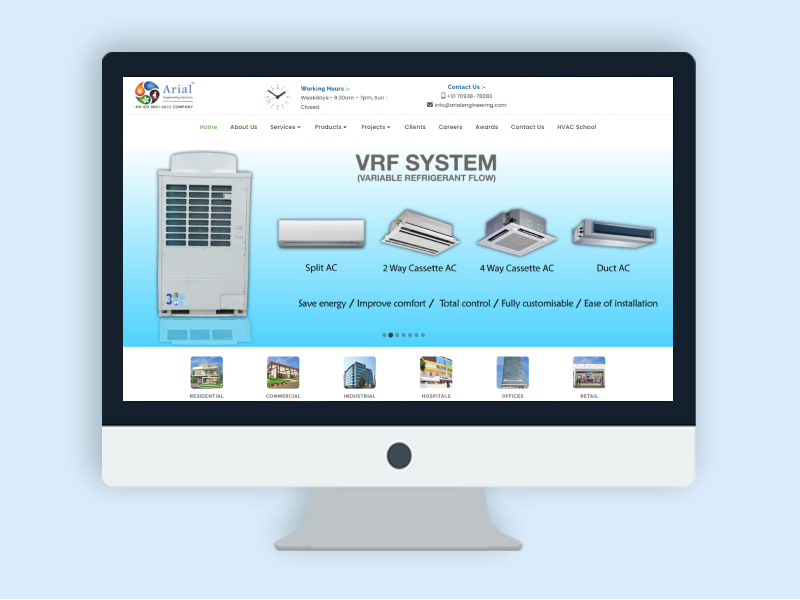 Arial
Engineering Services
AN ISO 9001:2015 COMPANY
Working Hours :-
Weekdays:- 9.30am - 7pm, Sun :
Closed.
Contact Us :-
+91 70938-78083
info@arialengineering.com
Home About Us Services Products Projects Clients Careers Awards Contact Us HVAC School
VRF SYSTEM
(VARIABLE REFRIGERANT FLOW)
Split AC 2 Way Cassette AC 4 Way Cassette AC Duct AC
Save energy / Improve comfort / Total control / Fully customisable / Ease of installation
RESIDENTIAL COMMERCIAL INDUSTRIAL HOSPITALS OFFICES RETAIL